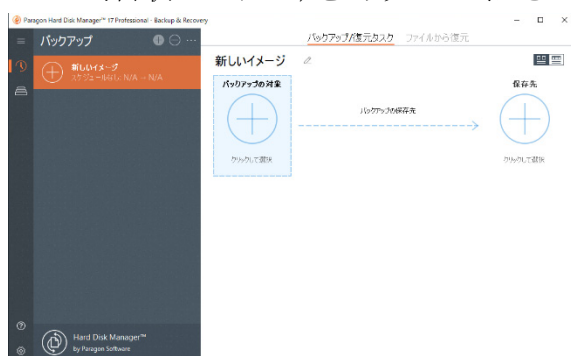 Paragon Hard Disk Manager™ 17 Professional - Backup & Recovery
バックアップ
バックアップ/復元タスク ファイルから復元
新しいイメージ
スケジュールなし: N/A → N/A
新しいイメージ
バックアップの対象
クリックして選択
バックアップの保存先
保存先
クリックして選択
Hard Disk Manager™
by Paragon Software